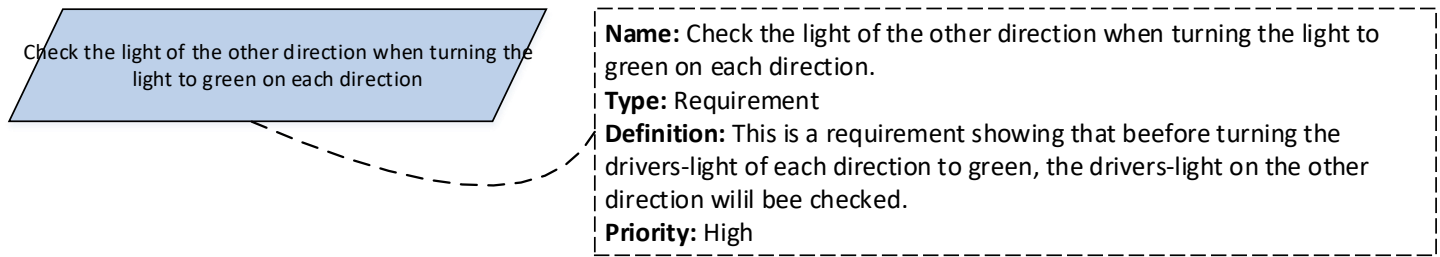 Check the light of the other direction when turning the
light to green on each direction
Name: Check the light of the other direction when turning the light to
green on each direction.
Type: Requirement
Definition: This is a requirement showing that beefore turning the
drivers-light of each direction to green, the drivers-light on the other
direction wilil bee checked.
Priority: High